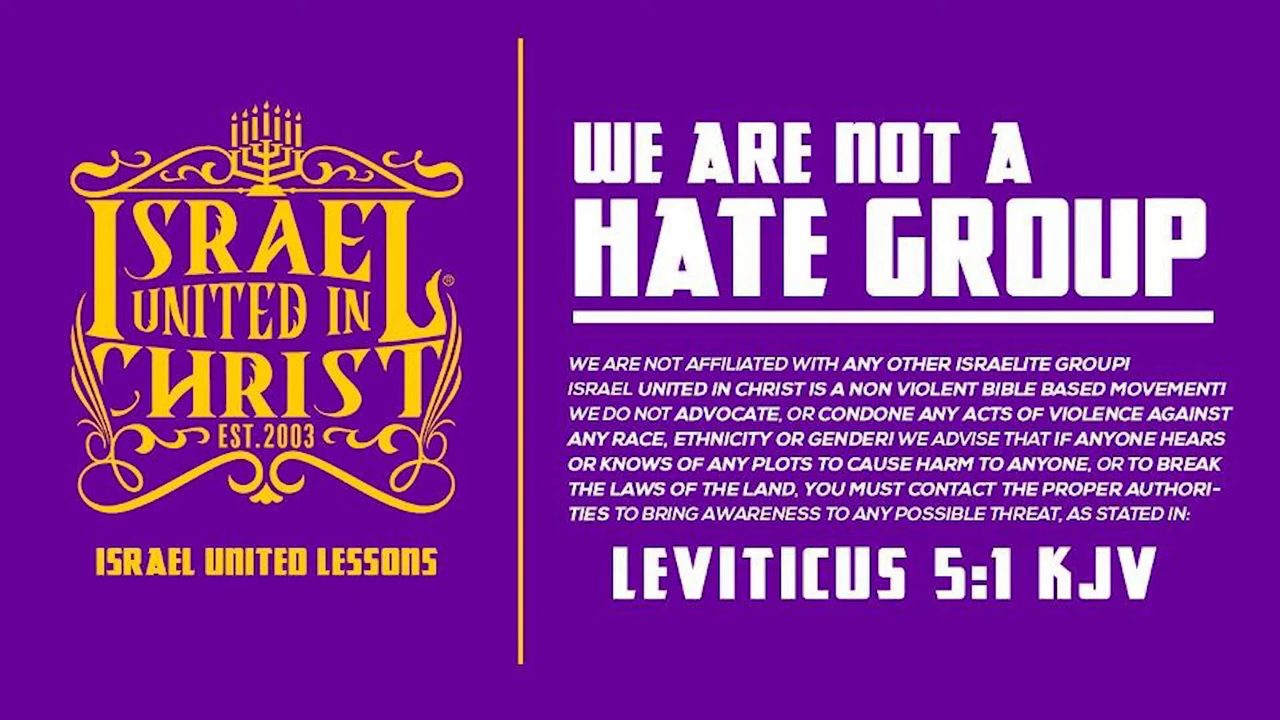 ISRAEL
UNITED IN
CHRIST
EST.2003
ISRAEL UNITED LESSONS
WE ARE NOT A
HATE GROUP
WE ARE NOT AFFILIATED WITH ANY OTHER ISRAELITE GROUP!
ISRAEL UNITED IN CHRIST IS A NON VIOLENT BIBLE BASED MOVEMENT!
WE DO NOT ADVOCATE, OR CONDONE ANY ACTS OF VIOLENCE AGAINST
ANY RACE, ETHNICITY OR GENDER! WE ADVISE THAT IF ANYONE HEARS
OR KNOWS OF ANY PLOTS TO CAUSE HARM TO ANYONE, OR TO BREAK
THE LAWS OF THE LAND, YOU MUST CONTACT THE PROPER AUTHORI-
TIES TO BRING AWARENESS TO ANY POSSIBLE THREAT, AS STATED IN:
LEVITICUS 5:1 KJV